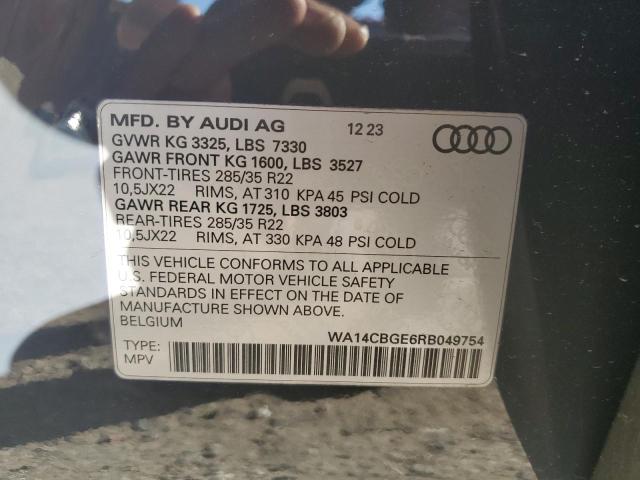 MFD. BY AUDI AG 12 23
GVWR KG 3325, LBS 7330
GAWR FRONT KG 1600, LBS 3527
FRONT-TIRES 285/35 R22
10,5JX22 RIMS, AT 310 KPA 45 PSI COLD
GAWR REAR KG 1725, LBS 3803
REAR-TIRES 285/35 R22
10,5JX22 RIMS, AT 330 KPA 48 PSI COLD
THIS VEHICLE CONFORMS TO ALL APPLICABLE
U.S. FEDERAL MOTOR VEHICLE SAFETY
STANDARDS IN EFFECT ON THE DATE OF
MANUFACTURE SHOWN ABOVE.
BELGIUM
WA14CBGE6RB049754
TYPE:
MPV